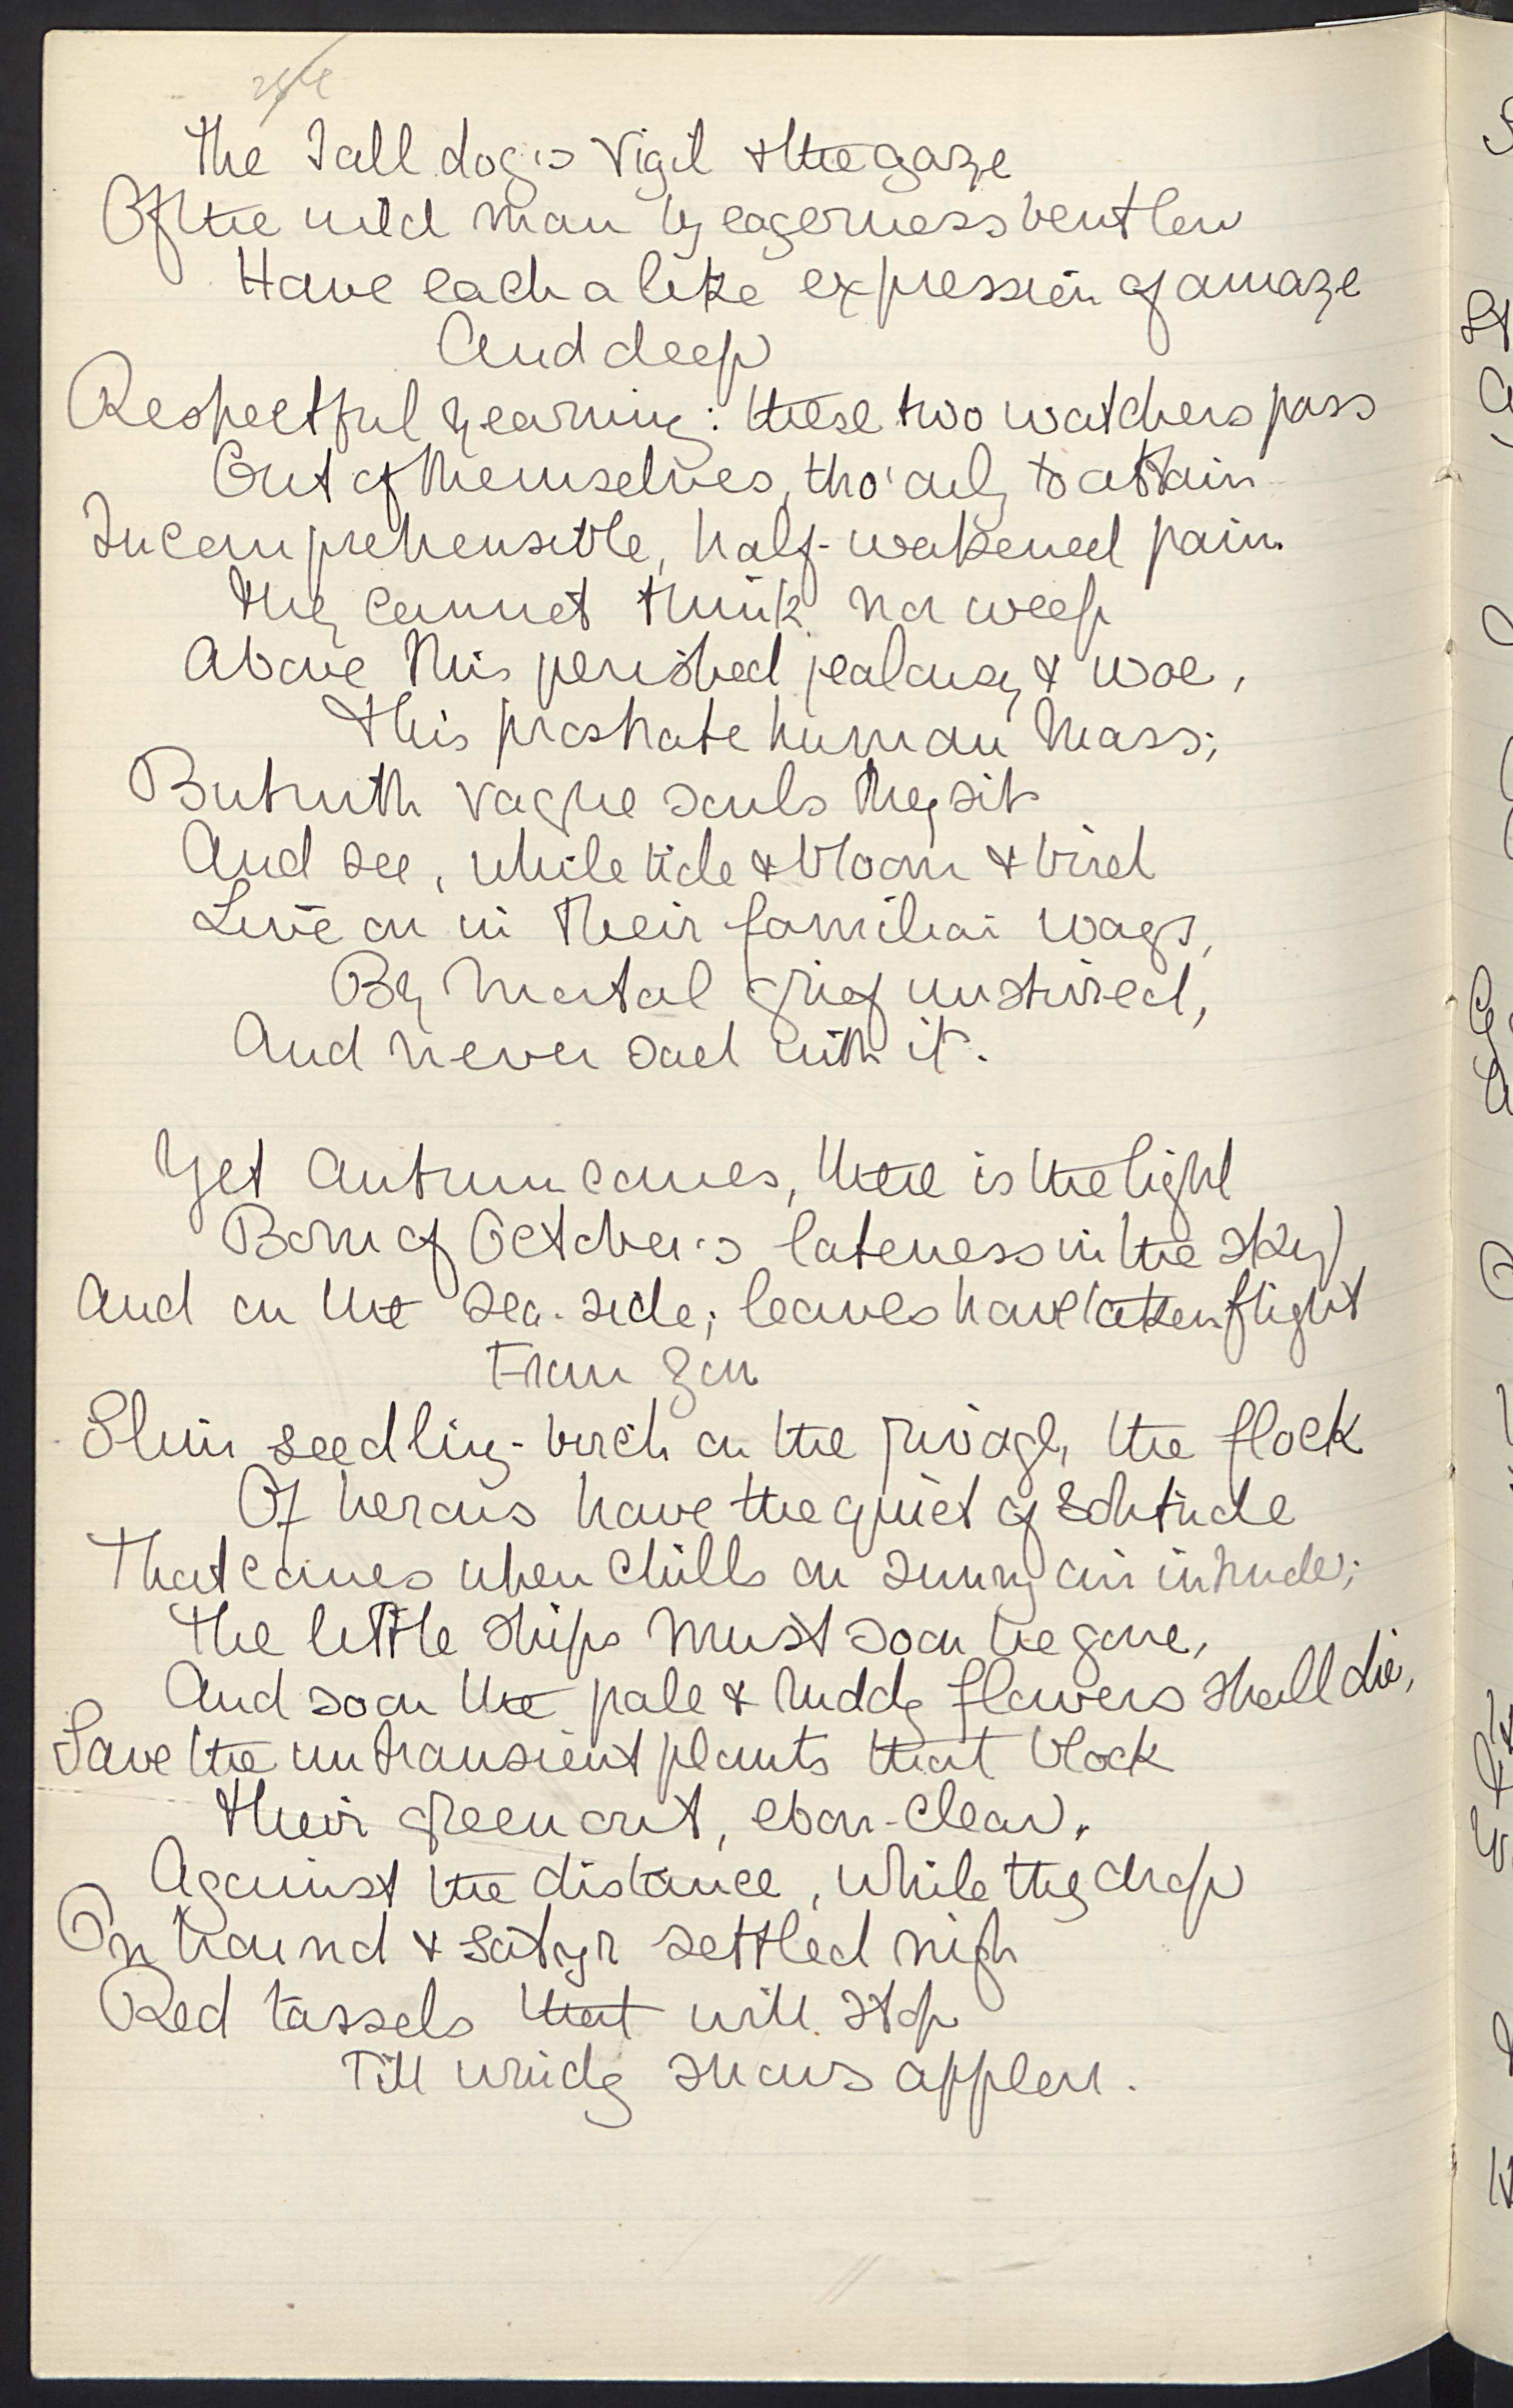 The tall dog's vigil & the gaze
Of the wild man by eagerness bent low
Have each a like expression of amaze
And deep
Respectful yearning: these two watchers pass
Out of themselves, tho' only to attain
Incomprehensible, half-wakened pain.
They cannot think nor weep
Above this perished jealousy & woe,
This prostrate human mass;
But with vague souls they sit
And see, while tide & bloom & bird
Live on in their familiar ways,
By mortal grief unstirred,
And never sad with it.
Yet autumn comes, there is the light
Born of October's lateness in the sky
And on the sea-side; leaves have taken flight
From yon
Slim seedling-birch on the rivage, the flock
Of herons have the quiet of solitude
That comes when chills on sunny air intrude;
The little ships must soon be gone,
And soon the pale & ruddy flowers shall die,
Save the untransient plants that block
Their green out, ebon-clear,
Against the distance, while they drop
On hound & satyr settled nigh
Red tassels that will stop
Till windy snows appear.